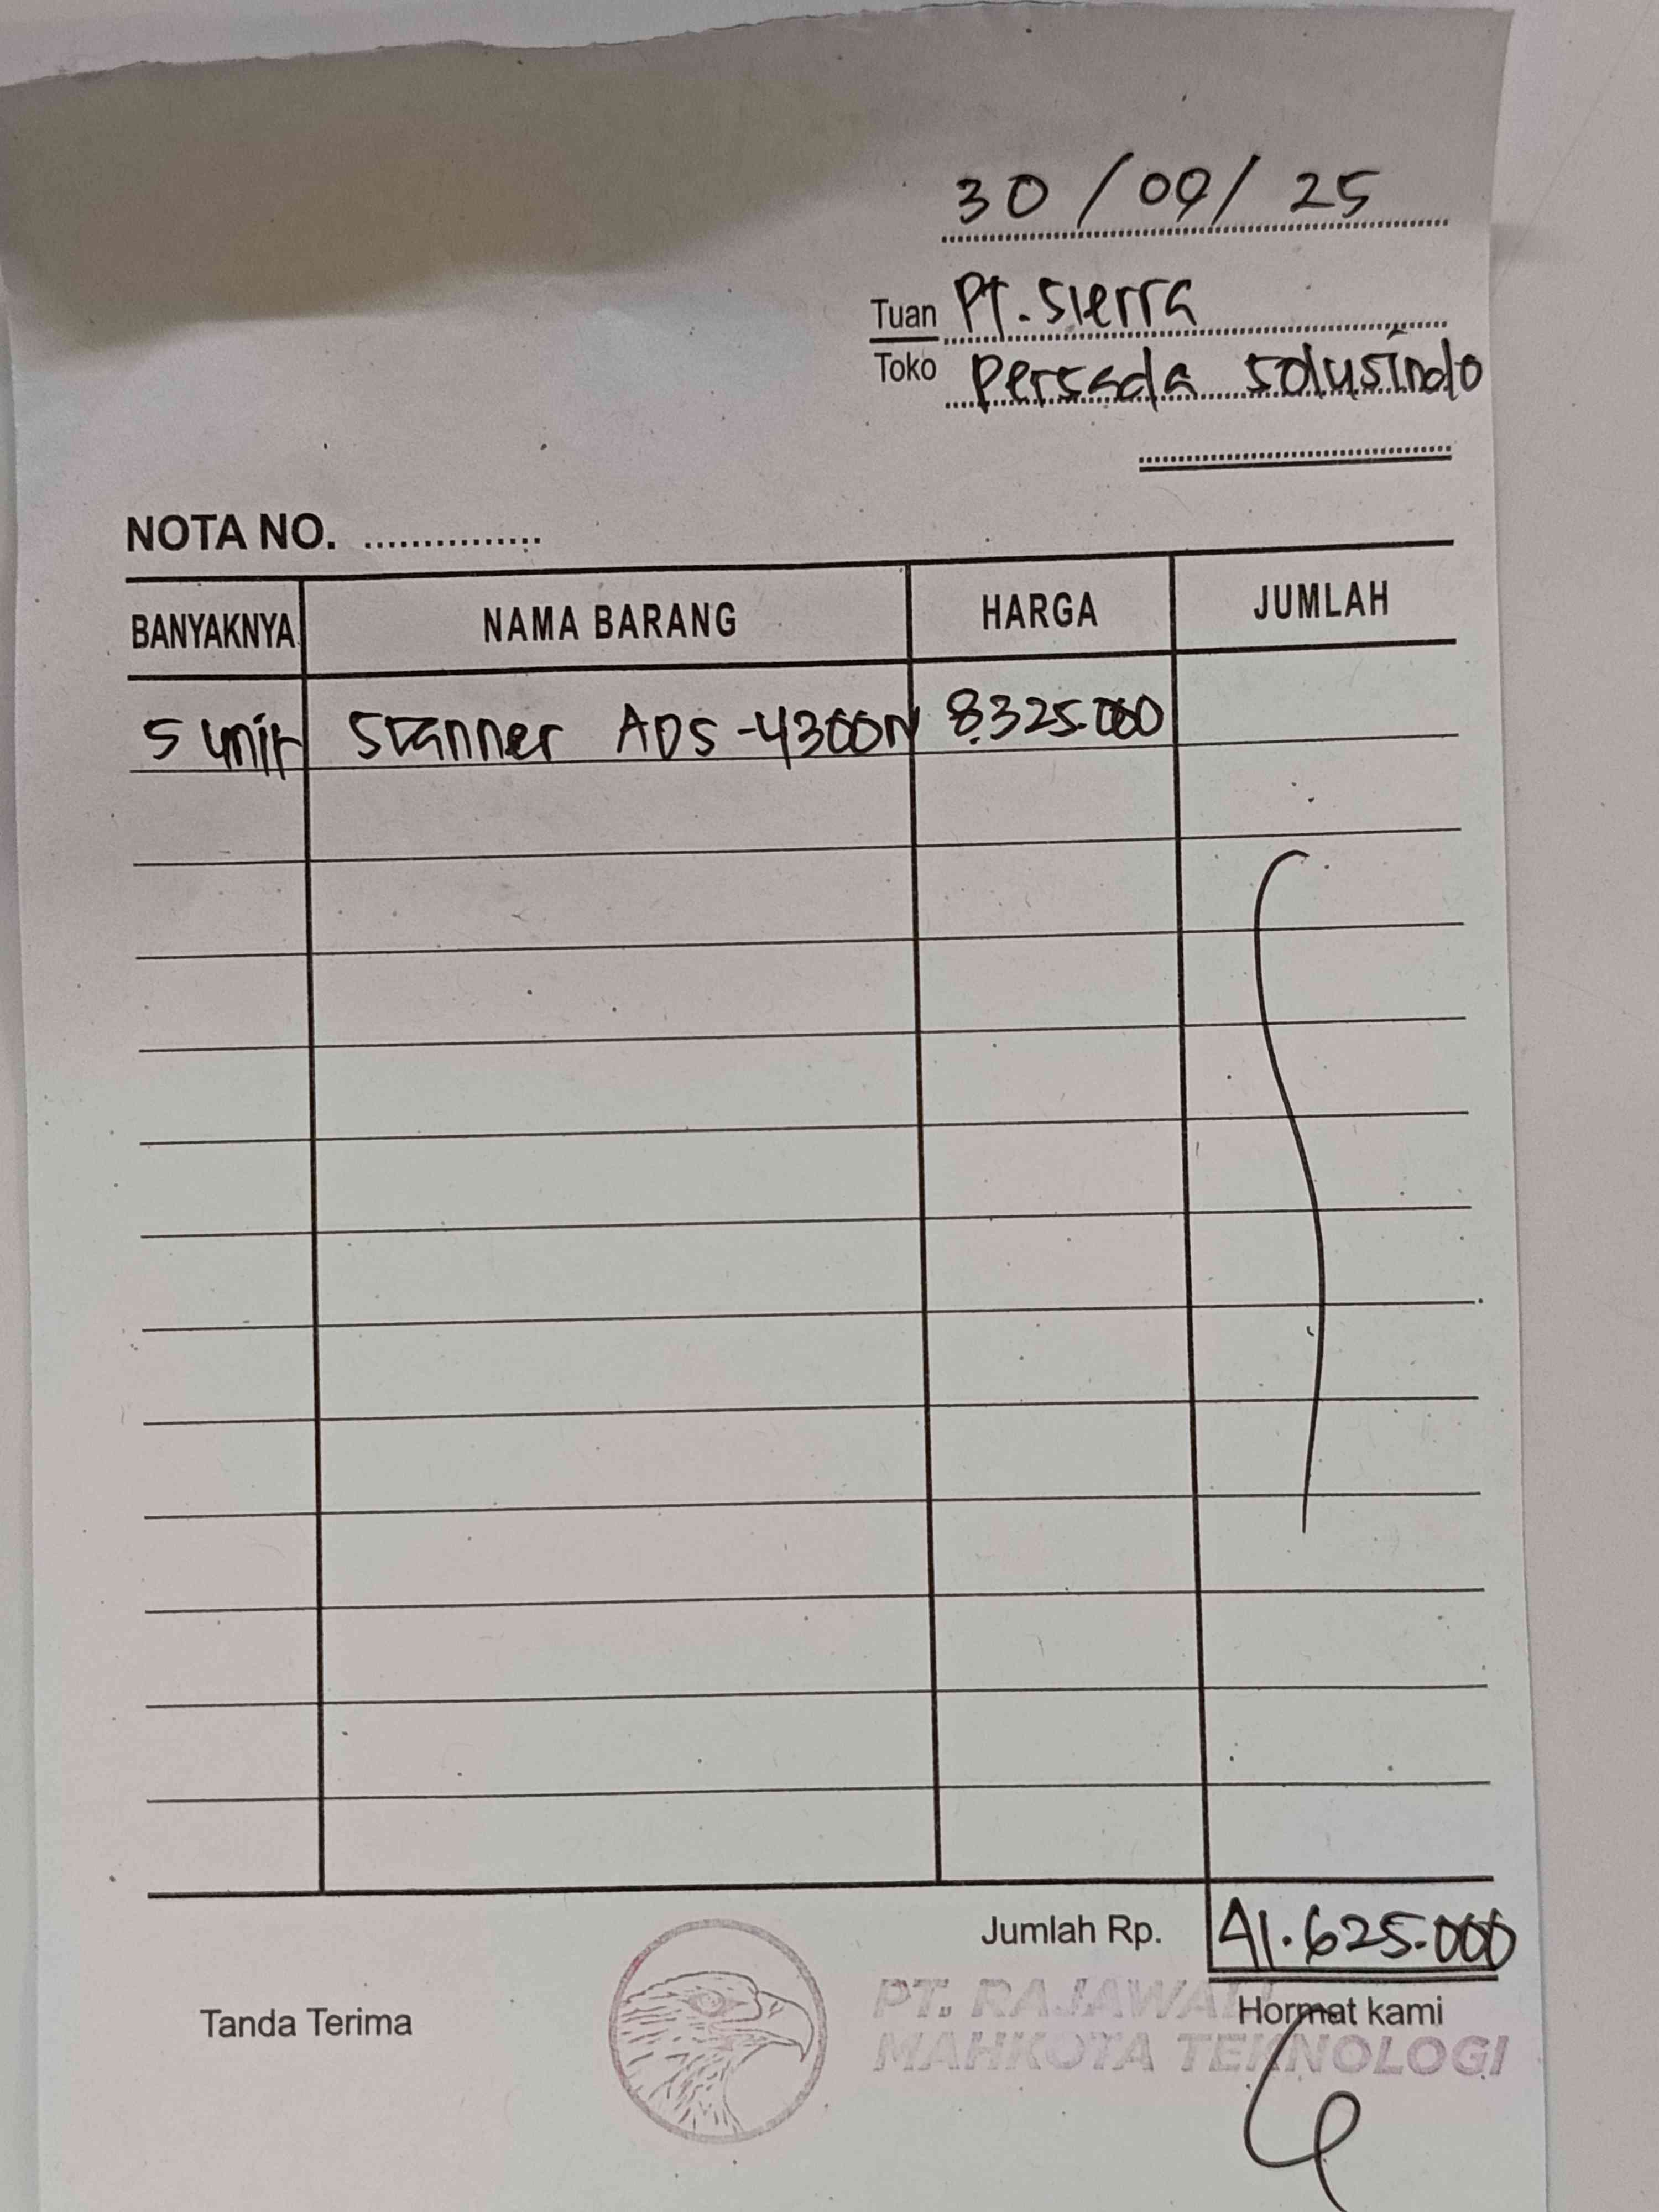 30/09/25
Tuan PT. Sierra
Toko Persada Solusindo
NOTA NO. ...............
BANYAKNYA NAMA BARANG HARGA JUMLAH
5 unit Scanner ADS-4300N 8.325.000
Jumlah Rp. 41.625.000
Tanda Terima Hormat kami
PT. RAJAWALI
MAHKOTA TEKNOLOGI